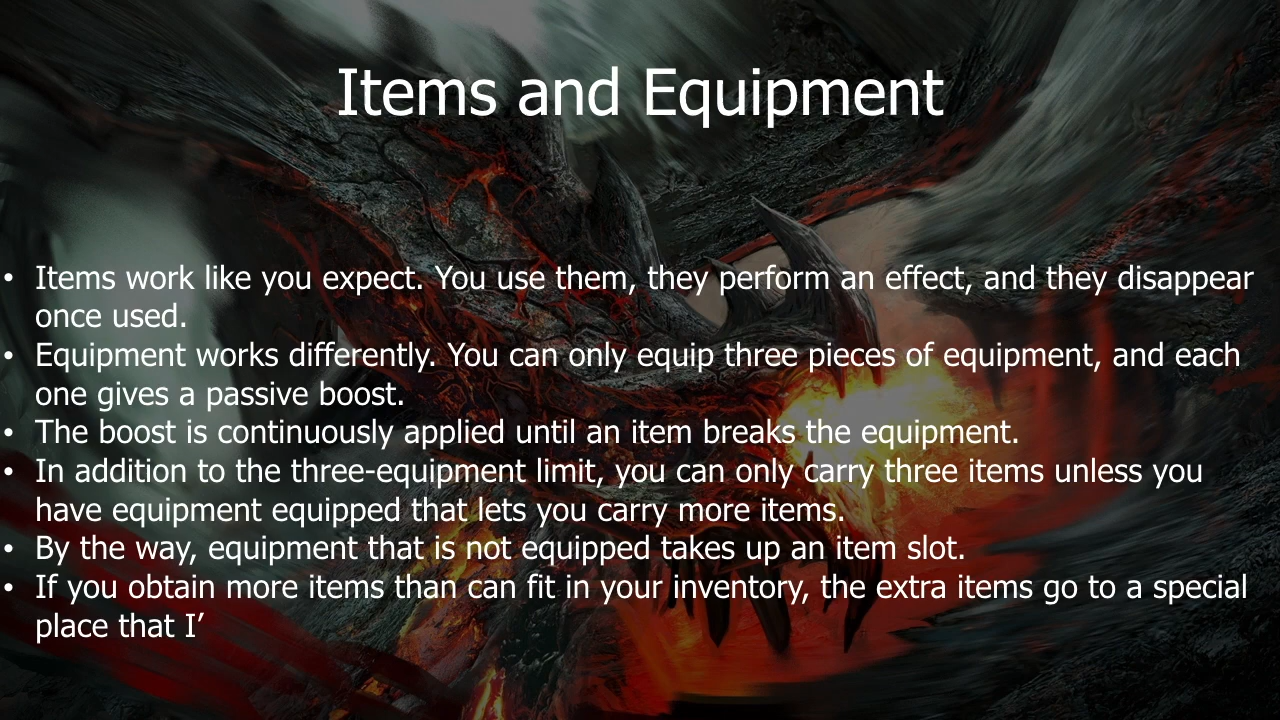 Items and Equipment
• Items work like you expect. You use them, they perform an effect, and they disappear
once used.
• Equipment works differently. You can only equip three pieces of equipment, and each
one gives a passive boost.
• The boost is continuously applied until an item breaks the equipment.
• In addition to the three-equipment limit, you can only carry three items unless you
have equipment equipped that lets you carry more items.
• By the way, equipment that is not equipped takes up an item slot.
• If you obtain more items than can fit in your inventory, the extra items go to a special
place that I’